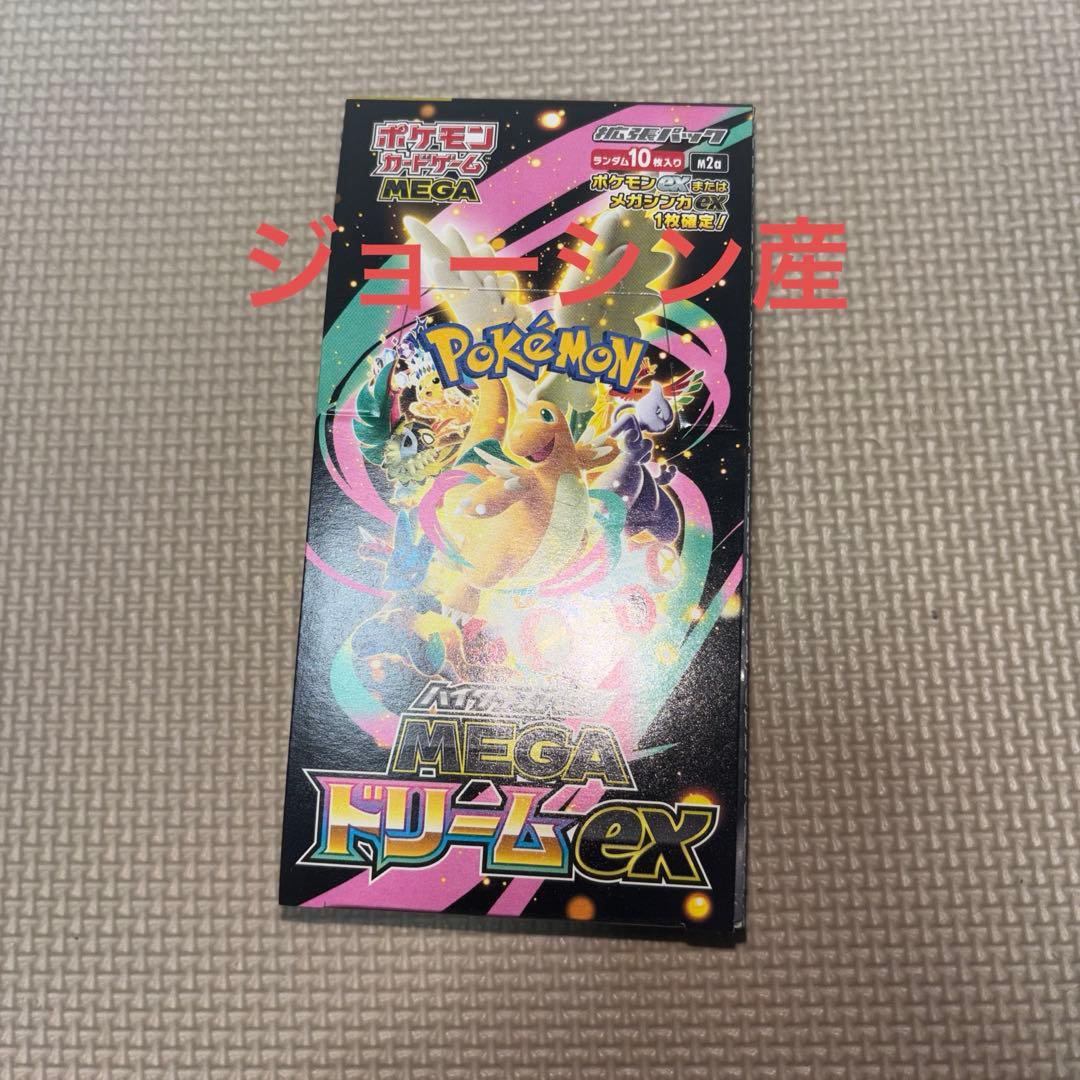 ポケモン
カードゲーム
MEGA
拡張パック
ランダム10枚入り M2a
ポケモンexまたは
メガシンカex
1枚確定!
ジョーシン産
POKéMON
MEGA
ドリームex